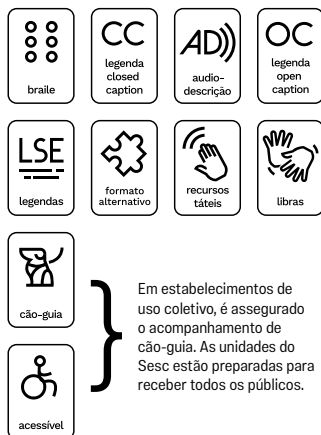 braile
CC
legenda
closed
caption
AD
audio-
descrição
OC
legenda
open
caption
LSE
legendas
formato
alternativo
recursos
táteis
libras
cão-guia
acessível
Em estabelecimentos de
uso coletivo, é assegurado
o acompanhamento de
cão-guia. As unidades do
Sesc estão preparadas para
receber todos os públicos.